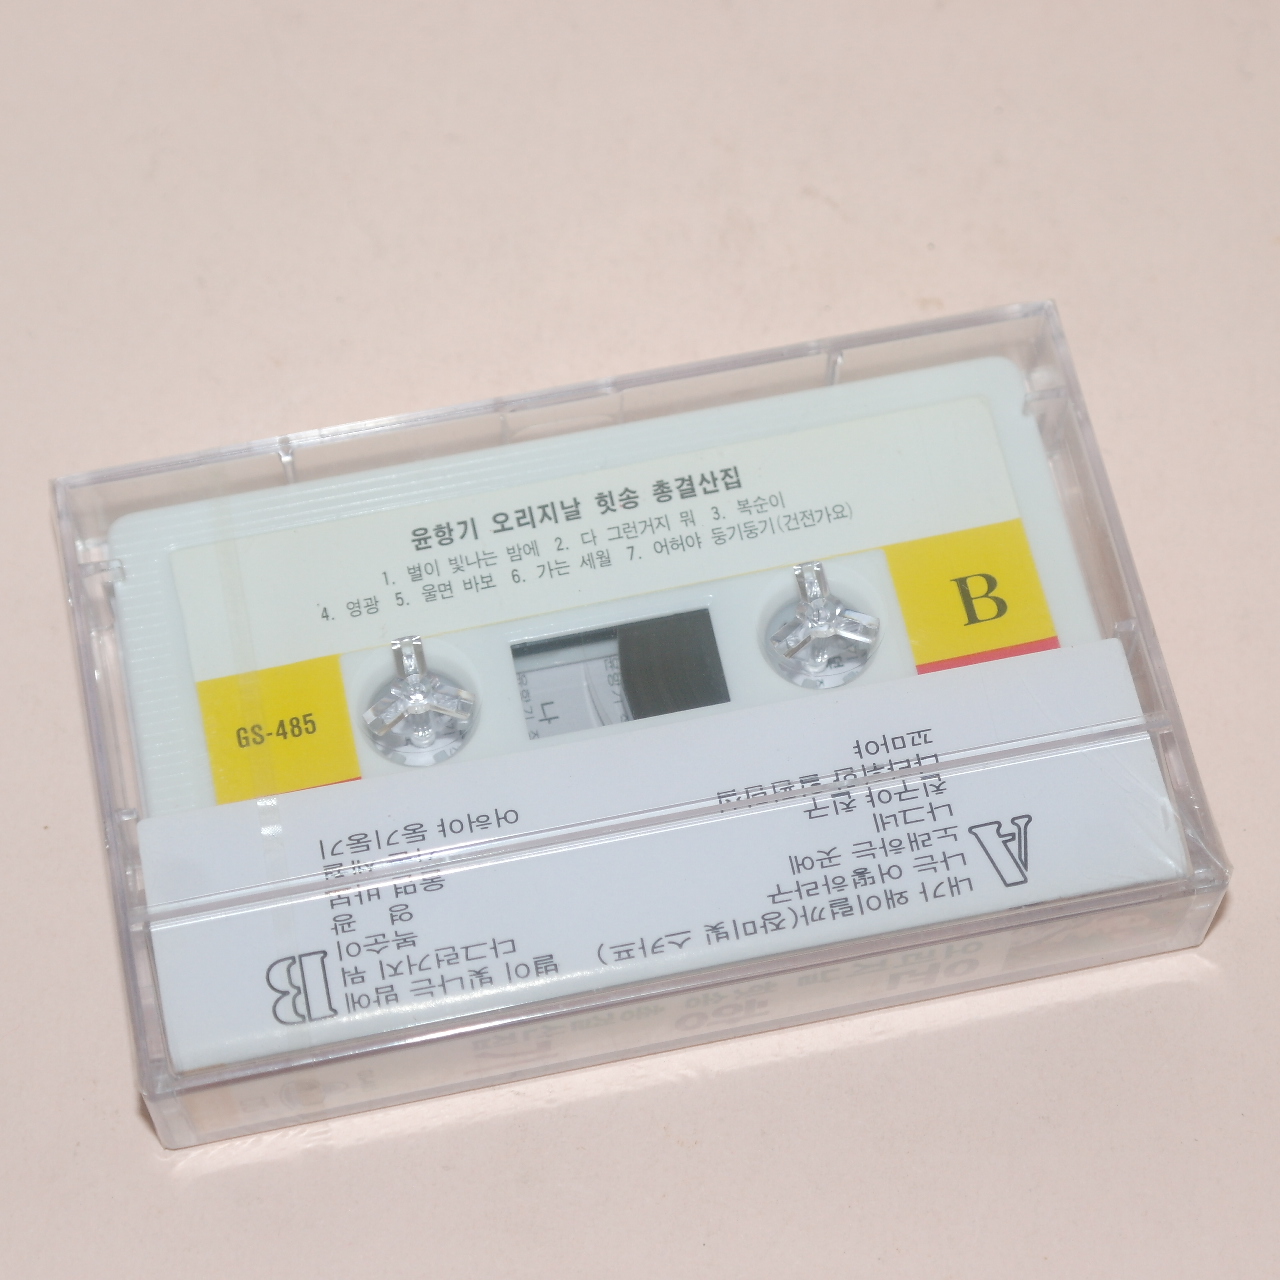 윤항기 오리지날 힛송 총결산집
1. 별이 빛나는 밤에 2. 다 그런거지 뭐 3. 복순이
4. 영광 5. 울면 바보 6. 가는 세월 7. 어허야 둥기둥기(건전가요)
GS-485
B
A
내가 왜이럴까(장미빛 스카프)
나는 어떻하라구
노래하는 곳에
나그네
친구야 친구
꼬마야
B
별이 빛나는 밤에
다그런거지 뭐
복순이
영 광
울면 바보
어허야 둥기둥기